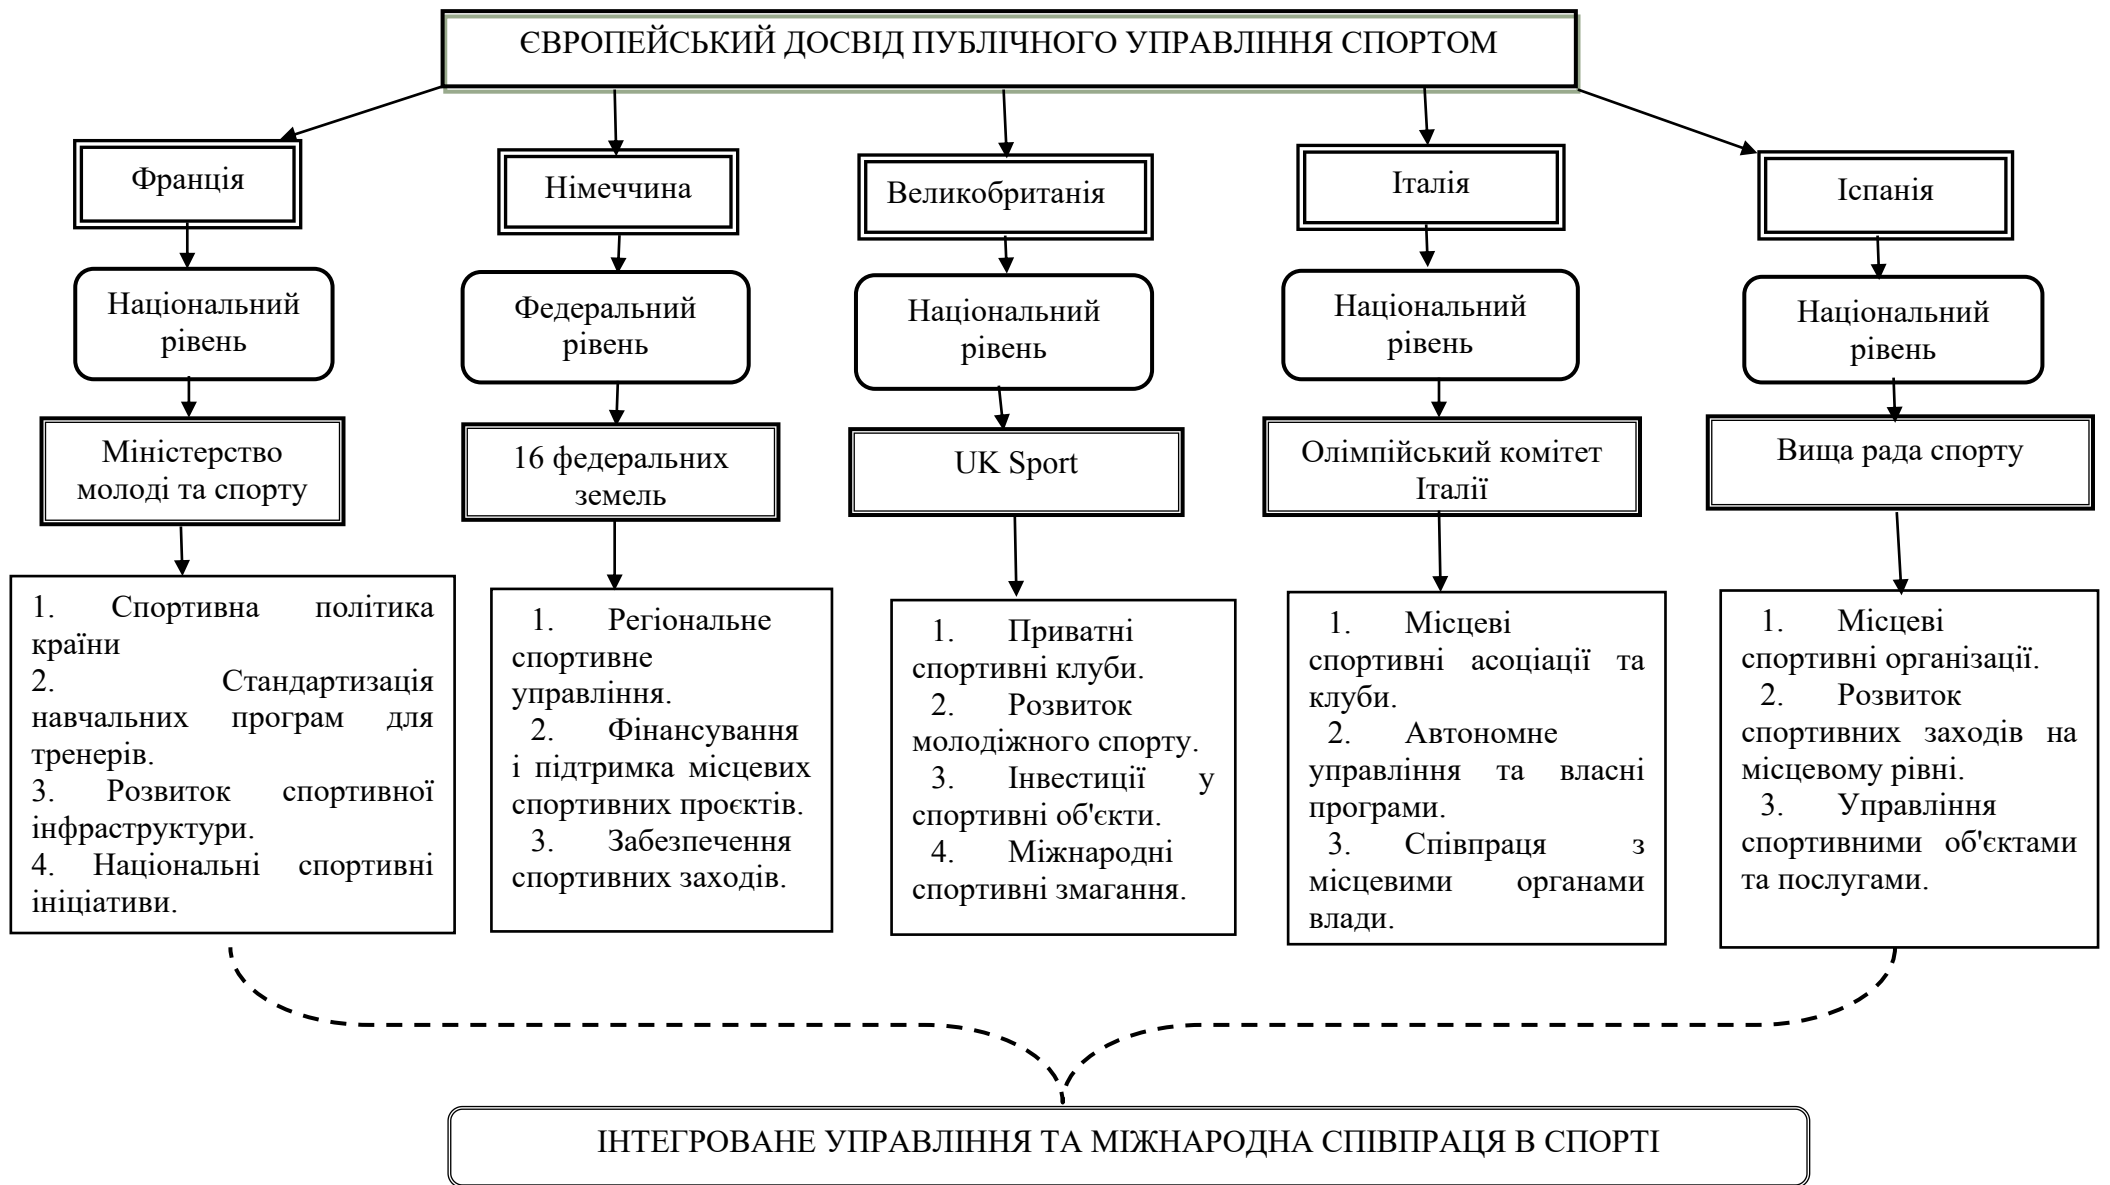 ЄВРОПЕЙСЬКИЙ ДОСВІД ПУБЛІЧНОГО УПРАВЛІННЯ СПОРТОМ
Франція
Німеччина
Великобританія
Італія
Іспанія
Національний
рівень
Федеральний
рівень
Національний
рівень
Національний
рівень
Національний
рівень
Міністерство
молоді та спорту
16 федеральних
земель
UK Sport
Олімпійський комітет
Італії
Вища рада спорту
1. Спортивна політика
країни
2. Стандартизація
навчальних програм для
тренерів.
3. Розвиток спортивної
інфраструктури.
4. Національні спортивні
ініціативи.
1. Регіональне
спортивне
управління.
2. Фінансування
і підтримка місцевих
спортивних проєктів.
3. Забезпечення
спортивних заходів.
1. Приватні
спортивні клуби.
2. Розвиток
молодіжного спорту.
3. Інвестиції у
спортивні об'єкти.
4. Міжнародні
спортивні змагання.
1. Місцеві
спортивні асоціації та
клуби.
2. Автономне
управління та власні
програми.
3. Співпраця з
місцевими органами
влади.
1. Місцеві
спортивні організації.
2. Розвиток
спортивних заходів на
місцевому рівні.
3. Управління
спортивними об'єктами
та послугами.
ІНТЕГРОВАНЕ УПРАВЛІННЯ ТА МІЖНАРОДНА СПІВПРАЦЯ В СПОРТІ